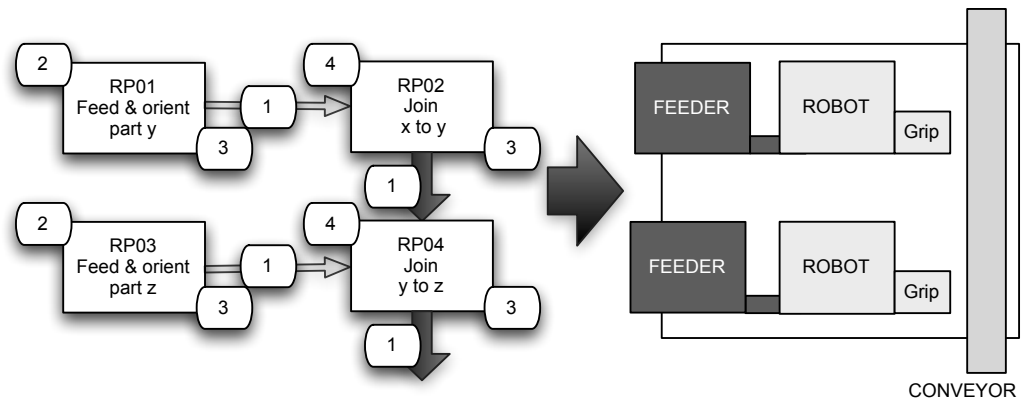 2
RP01
Feed & orient
part y
3
1
4
RP02
Join
x to y
3
1
2
RP03
Feed & orient
part z
3
1
4
RP04
Join
y to z
3
1
FEEDER
ROBOT
Grip
FEEDER
ROBOT
Grip
CONVEYOR